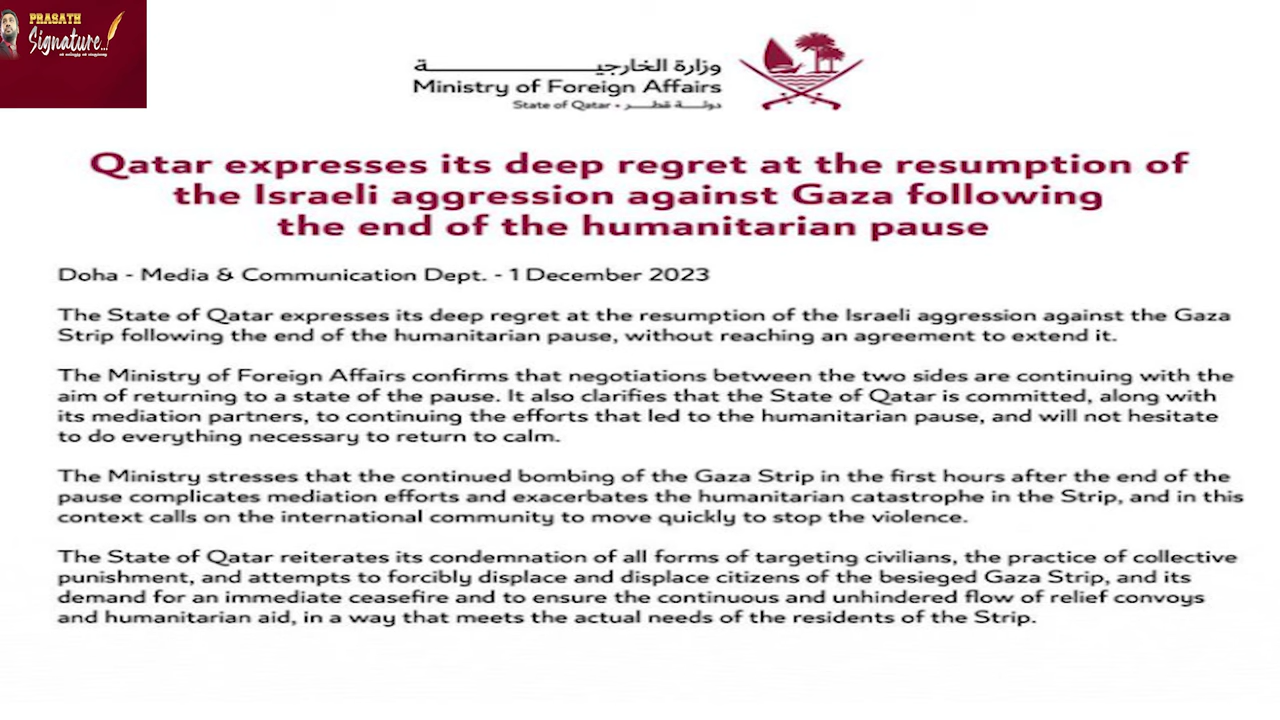 PRASATH
Signature..!
وزارة الخارجيـــــــــــــة
Ministry of Foreign Affairs
State of Qatar • دولـــة قطـــر
Qatar expresses its deep regret at the resumption of
the Israeli aggression against Gaza following
the end of the humanitarian pause
Doha - Media & Communication Dept. - 1 December 2023
The State of Qatar expresses its deep regret at the resumption of the Israeli aggression against the Gaza
Strip following the end of the humanitarian pause, without reaching an agreement to extend it.
The Ministry of Foreign Affairs confirms that negotiations between the two sides are continuing with the
aim of returning to a state of the pause. It also clarifies that the State of Qatar is committed, along with
its mediation partners, to continuing the efforts that led to the humanitarian pause, and will not hesitate
to do everything necessary to return to calm.
The Ministry stresses that the continued bombing of the Gaza Strip in the first hours after the end of the
pause complicates mediation efforts and exacerbates the humanitarian catastrophe in the Strip, and in this
context calls on the international community to move quickly to stop the violence.
The State of Qatar reiterates its condemnation of all forms of targeting civilians, the practice of collective
punishment, and attempts to forcibly displace and displace citizens of the besieged Gaza Strip, and its
demand for an immediate ceasefire and to ensure the continuous and unhindered flow of relief convoys
and humanitarian aid, in a way that meets the actual needs of the residents of the Strip.